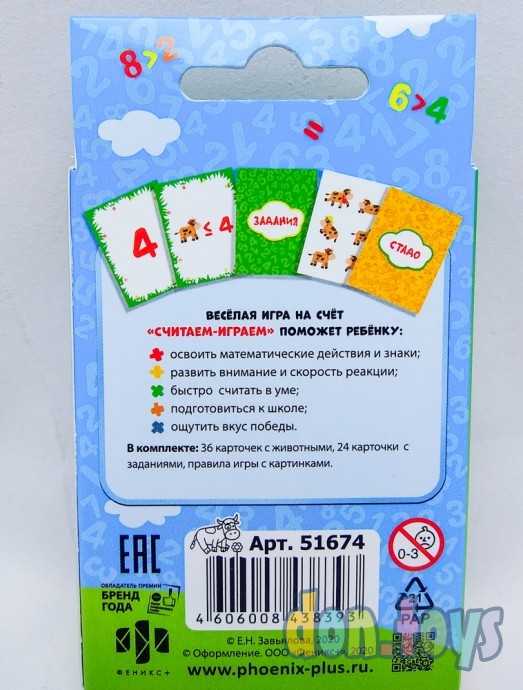 8>2
6>4
=
4
≤ 4
ЗАДАНИЯ
СТАДО
ВЕСЁЛАЯ ИГРА НА СЧЁТ
«СЧИТАЕМ-ИГРАЕМ» ПОМОЖЕТ РЕБЁНКУ:
освоить математические действия и знаки;
развить внимание и скорость реакции;
быстро считать в уме;
подготовиться к школе;
ощутить вкус победы.
В комплекте: 36 карточек с животными, 24 карточки с
заданиями, правила игры с картинками.
EAC
Арт. 51674
0-3
ОБЛАДАТЕЛЬ ПРЕМИИ
БРЕНД
ГОДА
4 606008 438393
21
PAP
ФЕНИКС+
© Е.Н. Завьялова, 2020
© Оформление. ООО «Феникс+», 2020
www.phoenix-plus.ru.
don_toys